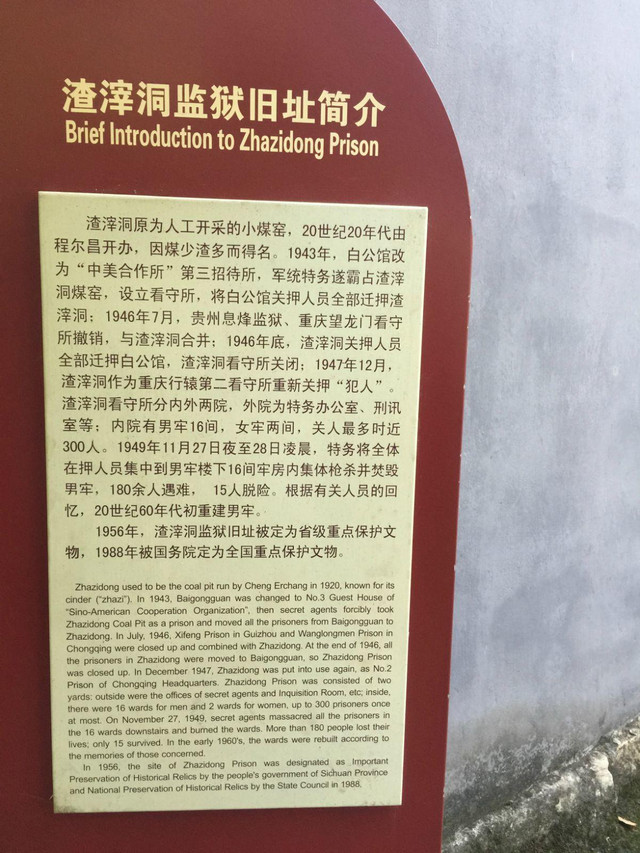 渣滓洞监狱旧址简介
Brief Introduction to Zhazidong Prison
渣滓洞原为人工开采的小煤窑，20世纪20年代由
程尔昌开办，因煤少渣多而得名。1943年，白公馆改
为“中美合作所”第三招待所，军统特务遂霸占渣滓
洞煤窑，设立看守所，将白公馆关押人员全部迁押渣
滓洞；1946年7月，贵州息烽监狱、重庆望龙门看守
所撤销，与渣滓洞合并；1946年底，渣滓洞关押人员
全部迁押白公馆，渣滓洞看守所关闭；1947年12月，
渣滓洞作为重庆行辕第二看守所重新关押“犯人”。
渣滓洞看守所分内外两院，外院为特务办公室、刑讯
室等；内院有男牢16间，女牢两间，关人最多时近
300人。1949年11月27日夜至28日凌晨，特务将全体
在押人员集中到男牢楼下16间牢房内集体枪杀并焚毁
男牢，180余人遇难， 15人脱险。根据有关人员的回
忆，20世纪60年代初重建男牢。
1956年，渣滓洞监狱旧址被定为省级重点保护文
物，1988年被国务院定为全国重点保护文物。
Zhazidong used to be the coal pit run by Cheng Erchang in 1920, known for its
cinder (“zhazi”). In 1943, Baigongguan was changed to No.3 Guest House of
“Sino-American Cooperation Organization”, then secret agents forcibly took
Zhazidong Coal Pit as a prison and moved all the prisoners from Baigongguan to
Zhazidong. In July, 1946, Xifeng Prison in Guizhou and Wanglongmen Prison in
Chongqing were closed up and combined with Zhazidong. At the end of 1946, all
the prisoners in Zhazidong were moved to Baigongguan, so Zhazidong Prison
was closed up. In December 1947, Zhazidong was put into use again, as No.2
Prison of Chongqing Headquarters. Zhazidong Prison was consisted of two
yards: outside were the offices of secret agents and Inquisition Room, etc; inside,
there were 16 wards for men and 2 wards for women, up to 300 prisoners once
at most. On November 27, 1949, secret agents massacred all the prisoners in
the 16 wards downstairs and burned the wards. More than 180 people lost their
lives; only 15 survived. In the early 1960's, the wards were rebuilt according to
the memories of those concerned.
In 1956, the site of Zhazidong Prison was designated as Important
Preservation of Historical Relics by the people's government of Sichuan Province
and National Preservation of Historical Relics by the State Council in 1988.